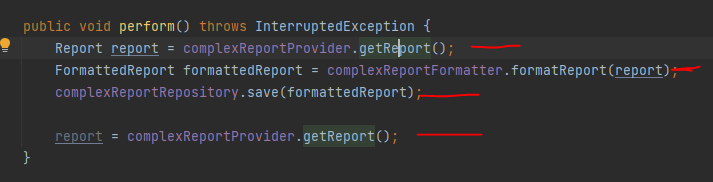 public void perform() throws InterruptedException {
Report report = complexReportProvider.getReport();
FormattedReport formattedReport = complexReportFormatter.formatReport(report);
complexReportRepository.save(formattedReport);
report = complexReportProvider.getReport();
}